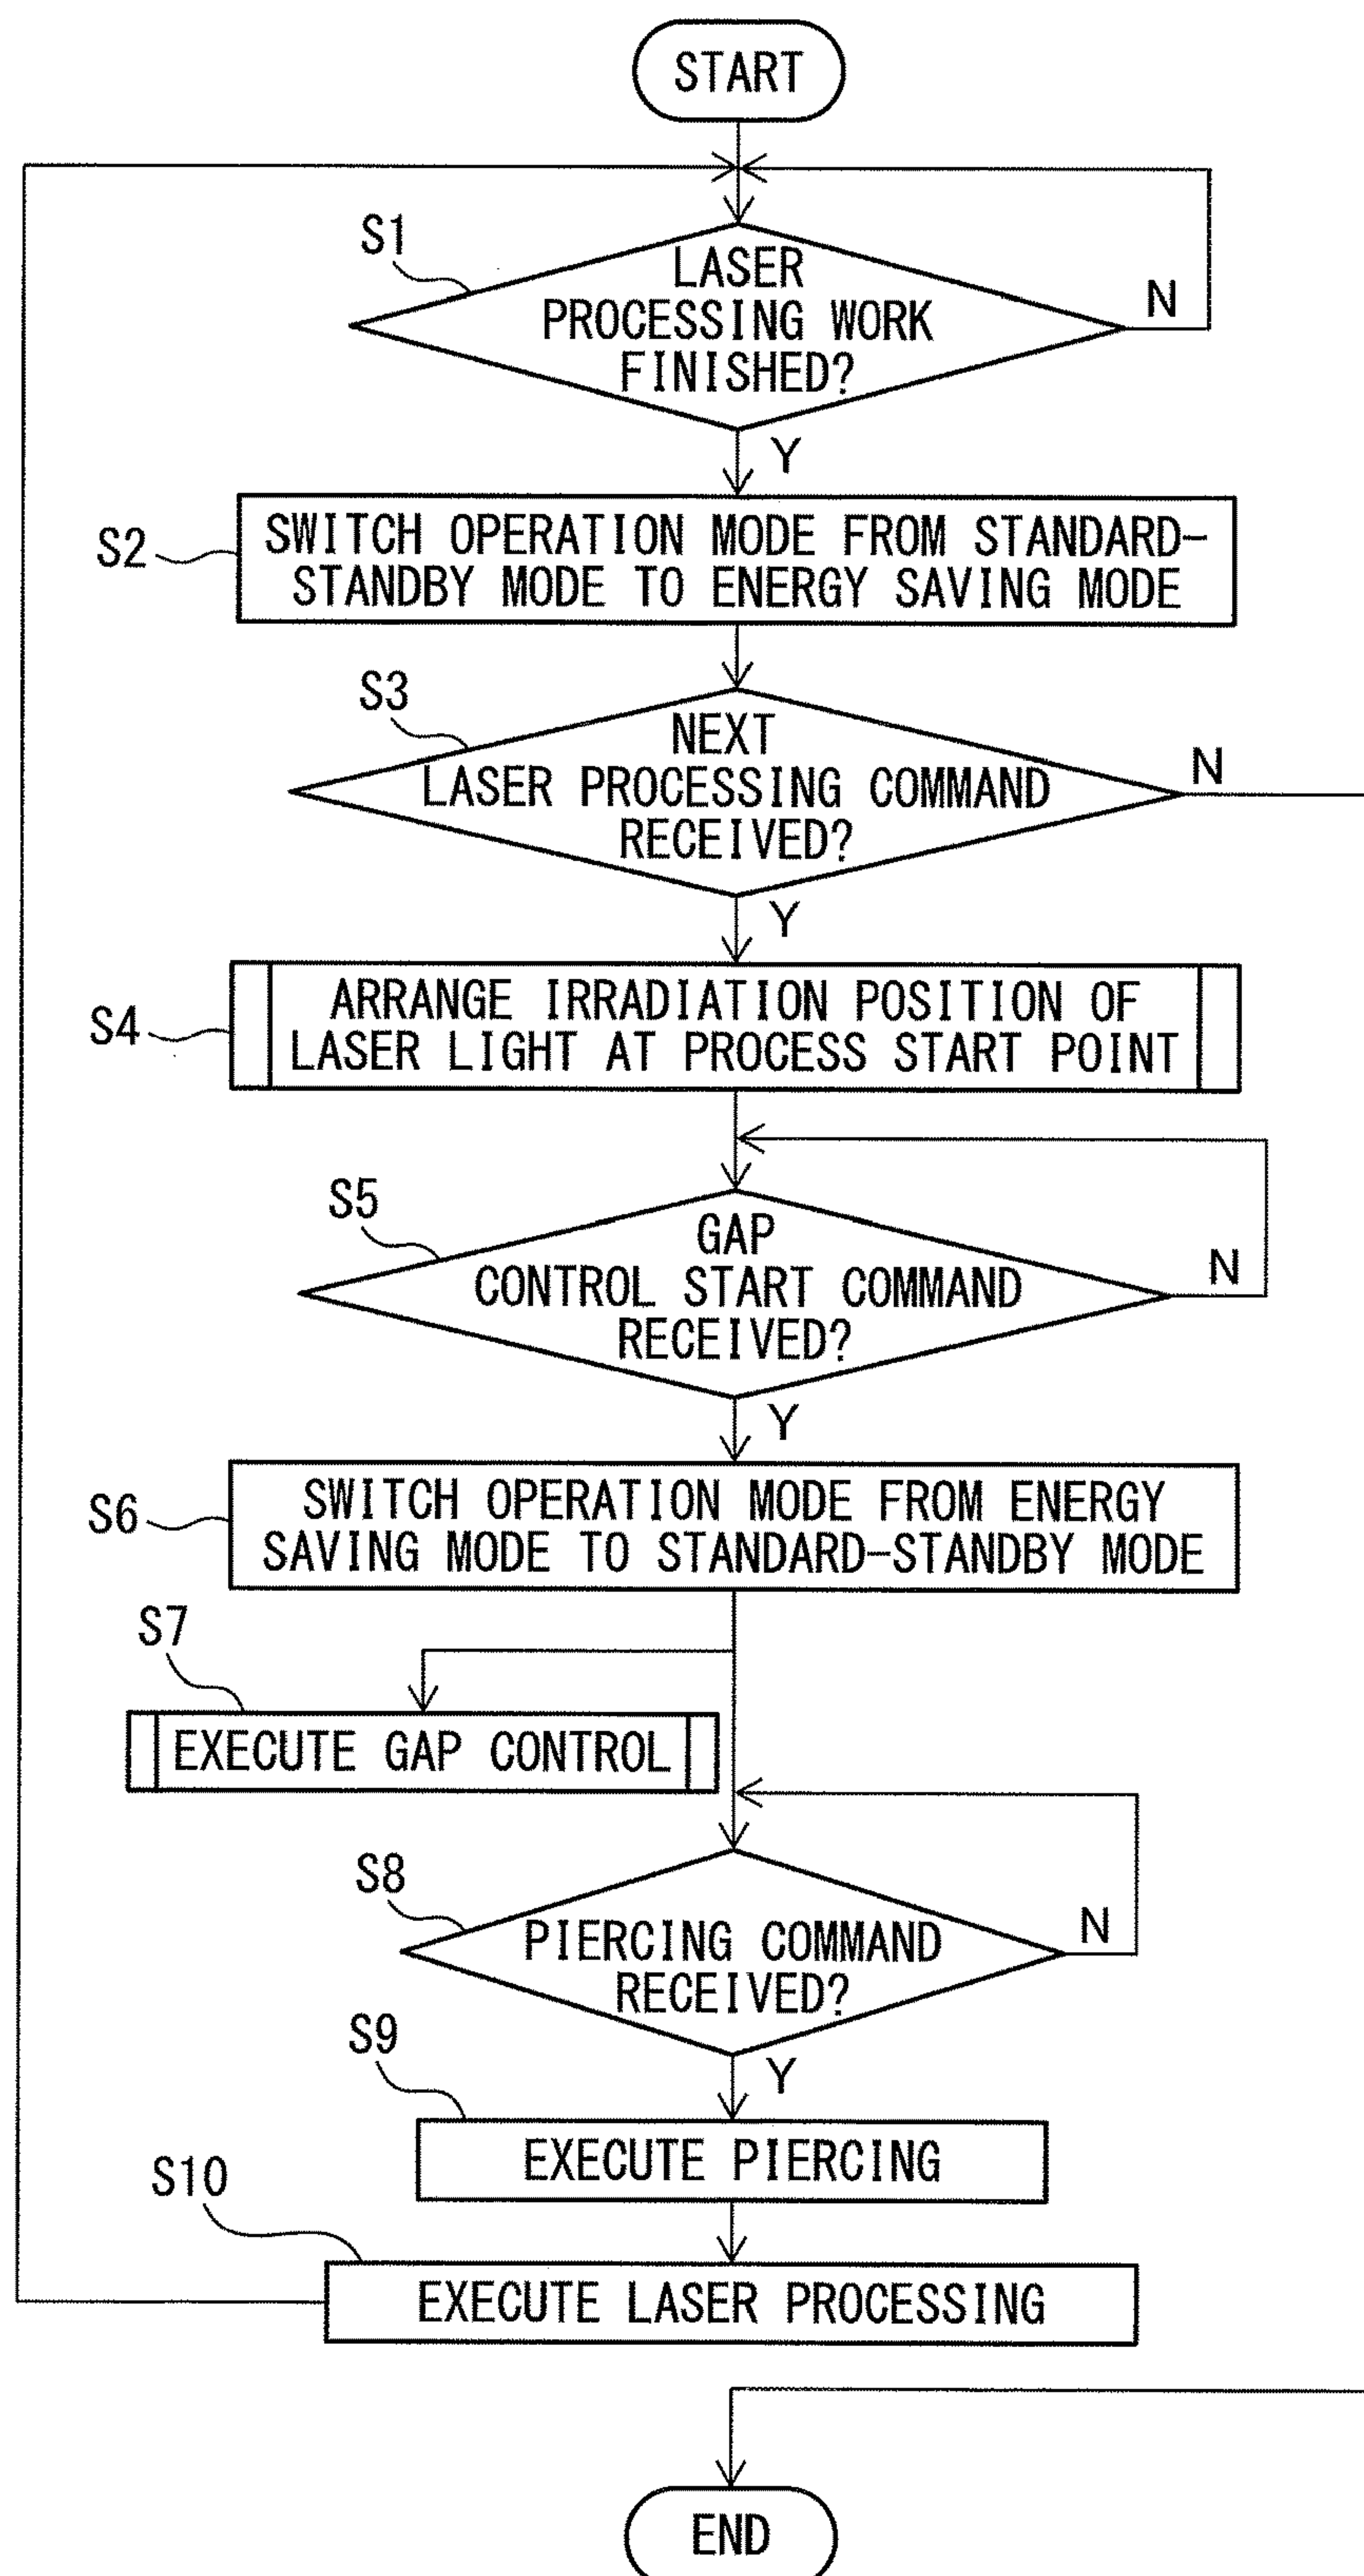 START
S1
LASER
PROCESSING WORK
FINISHED?
N
Y
S2
SWITCH OPERATION MODE FROM STANDARD-
STANDBY MODE TO ENERGY SAVING MODE
S3
NEXT
LASER PROCESSING COMMAND
RECEIVED?
N
Y
S4
ARRANGE IRRADIATION POSITION OF
LASER LIGHT AT PROCESS START POINT
S5
GAP
CONTROL START COMMAND
RECEIVED?
N
Y
S6
SWITCH OPERATION MODE FROM ENERGY
SAVING MODE TO STANDARD-STANDBY MODE
S7
EXECUTE GAP CONTROL
S8
PIERCING COMMAND
RECEIVED?
N
Y
S9
EXECUTE PIERCING
S10
EXECUTE LASER PROCESSING
END